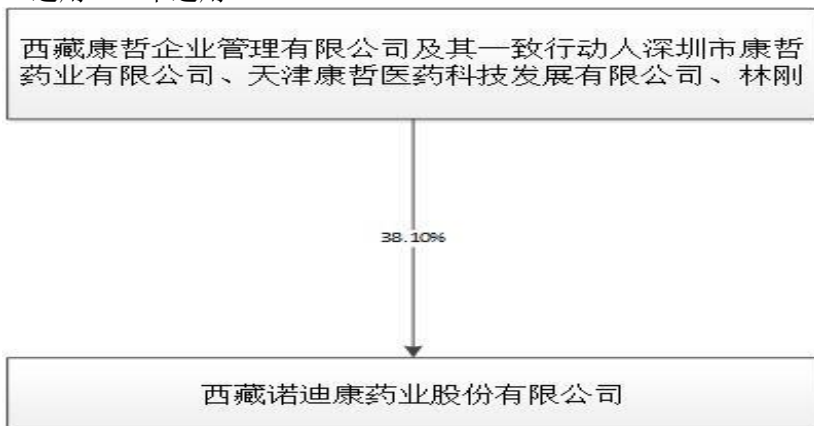 西藏康哲企业管理有限公司及其一致行动人深圳市康哲
药业有限公司、天津康哲医药科技发展有限公司、林刚
38.10%
西藏诺迪康药业股份有限公司